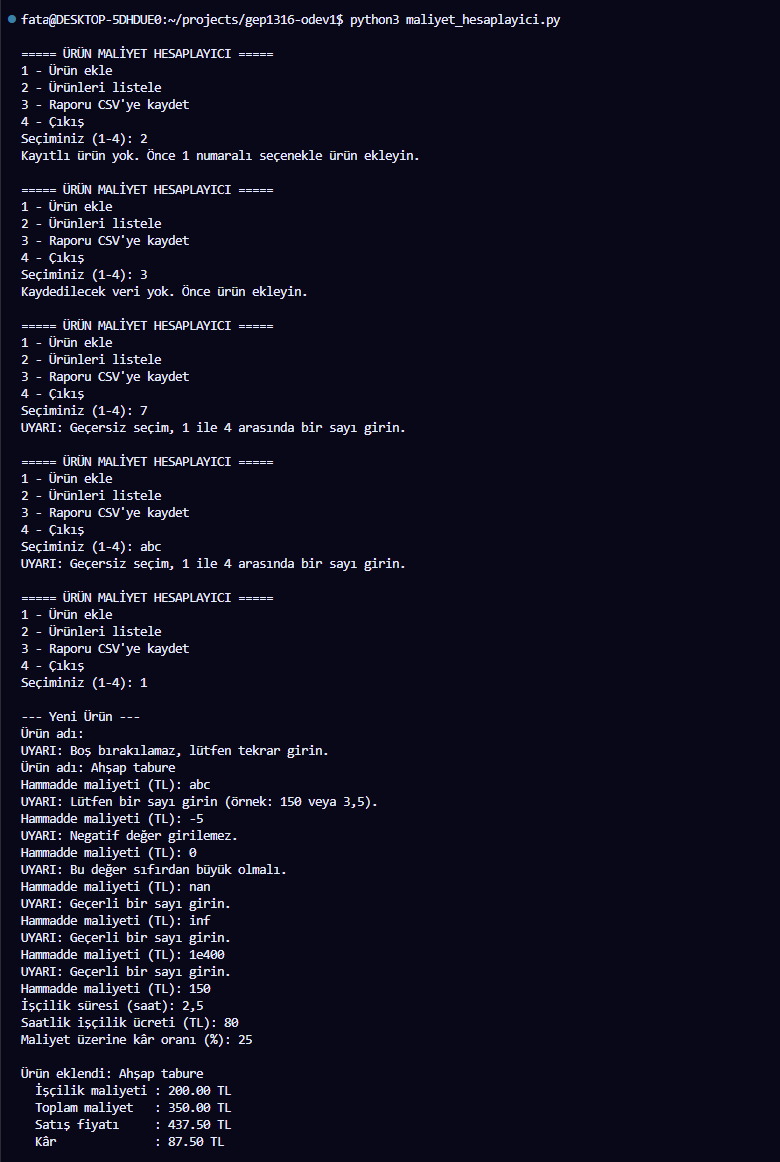 fata@DESKTOP-5DHDUE0:~/projects/gep1316-odev1$ python3 maliyet_hesaplayici.py

===== ÜRÜN MALİYET HESAPLAYICI =====
1 - Ürün ekle
2 - Ürünleri listele
3 - Raporu CSV'ye kaydet
4 - Çıkış
Seçiminiz (1-4): 2
Kayıtlı ürün yok. Önce 1 numaralı seçenekle ürün ekleyin.

===== ÜRÜN MALİYET HESAPLAYICI =====
1 - Ürün ekle
2 - Ürünleri listele
3 - Raporu CSV'ye kaydet
4 - Çıkış
Seçiminiz (1-4): 3
Kaydedilecek veri yok. Önce ürün ekleyin.

===== ÜRÜN MALİYET HESAPLAYICI =====
1 - Ürün ekle
2 - Ürünleri listele
3 - Raporu CSV'ye kaydet
4 - Çıkış
Seçiminiz (1-4): 7
UYARI: Geçersiz seçim, 1 ile 4 arasında bir sayı girin.

===== ÜRÜN MALİYET HESAPLAYICI =====
1 - Ürün ekle
2 - Ürünleri listele
3 - Raporu CSV'ye kaydet
4 - Çıkış
Seçiminiz (1-4): abc
UYARI: Geçersiz seçim, 1 ile 4 arasında bir sayı girin.

===== ÜRÜN MALİYET HESAPLAYICI =====
1 - Ürün ekle
2 - Ürünleri listele
3 - Raporu CSV'ye kaydet
4 - Çıkış
Seçiminiz (1-4): 1

--- Yeni Ürün ---
Ürün adı:
UYARI: Boş bırakılamaz, lütfen tekrar girin.
Ürün adı: Ahşap tabure
Hammadde maliyeti (TL): abc
UYARI: Lütfen bir sayı girin (örnek: 150 veya 3,5).
Hammadde maliyeti (TL): -5
UYARI: Negatif değer girilemez.
Hammadde maliyeti (TL): 0
UYARI: Bu değer sıfırdan büyük olmalı.
Hammadde maliyeti (TL): nan
UYARI: Geçerli bir sayı girin.
Hammadde maliyeti (TL): inf
UYARI: Geçerli bir sayı girin.
Hammadde maliyeti (TL): 1e400
UYARI: Geçerli bir sayı girin.
Hammadde maliyeti (TL): 150
İşçilik süresi (saat): 2,5
Saatlik işçilik ücreti (TL): 80
Maliyet üzerine kâr oranı (%): 25

Ürün eklendi: Ahşap tabure
  İşçilik maliyeti : 200.00 TL
  Toplam maliyet   : 350.00 TL
  Satış fiyatı     : 437.50 TL
  Kâr              : 87.50 TL